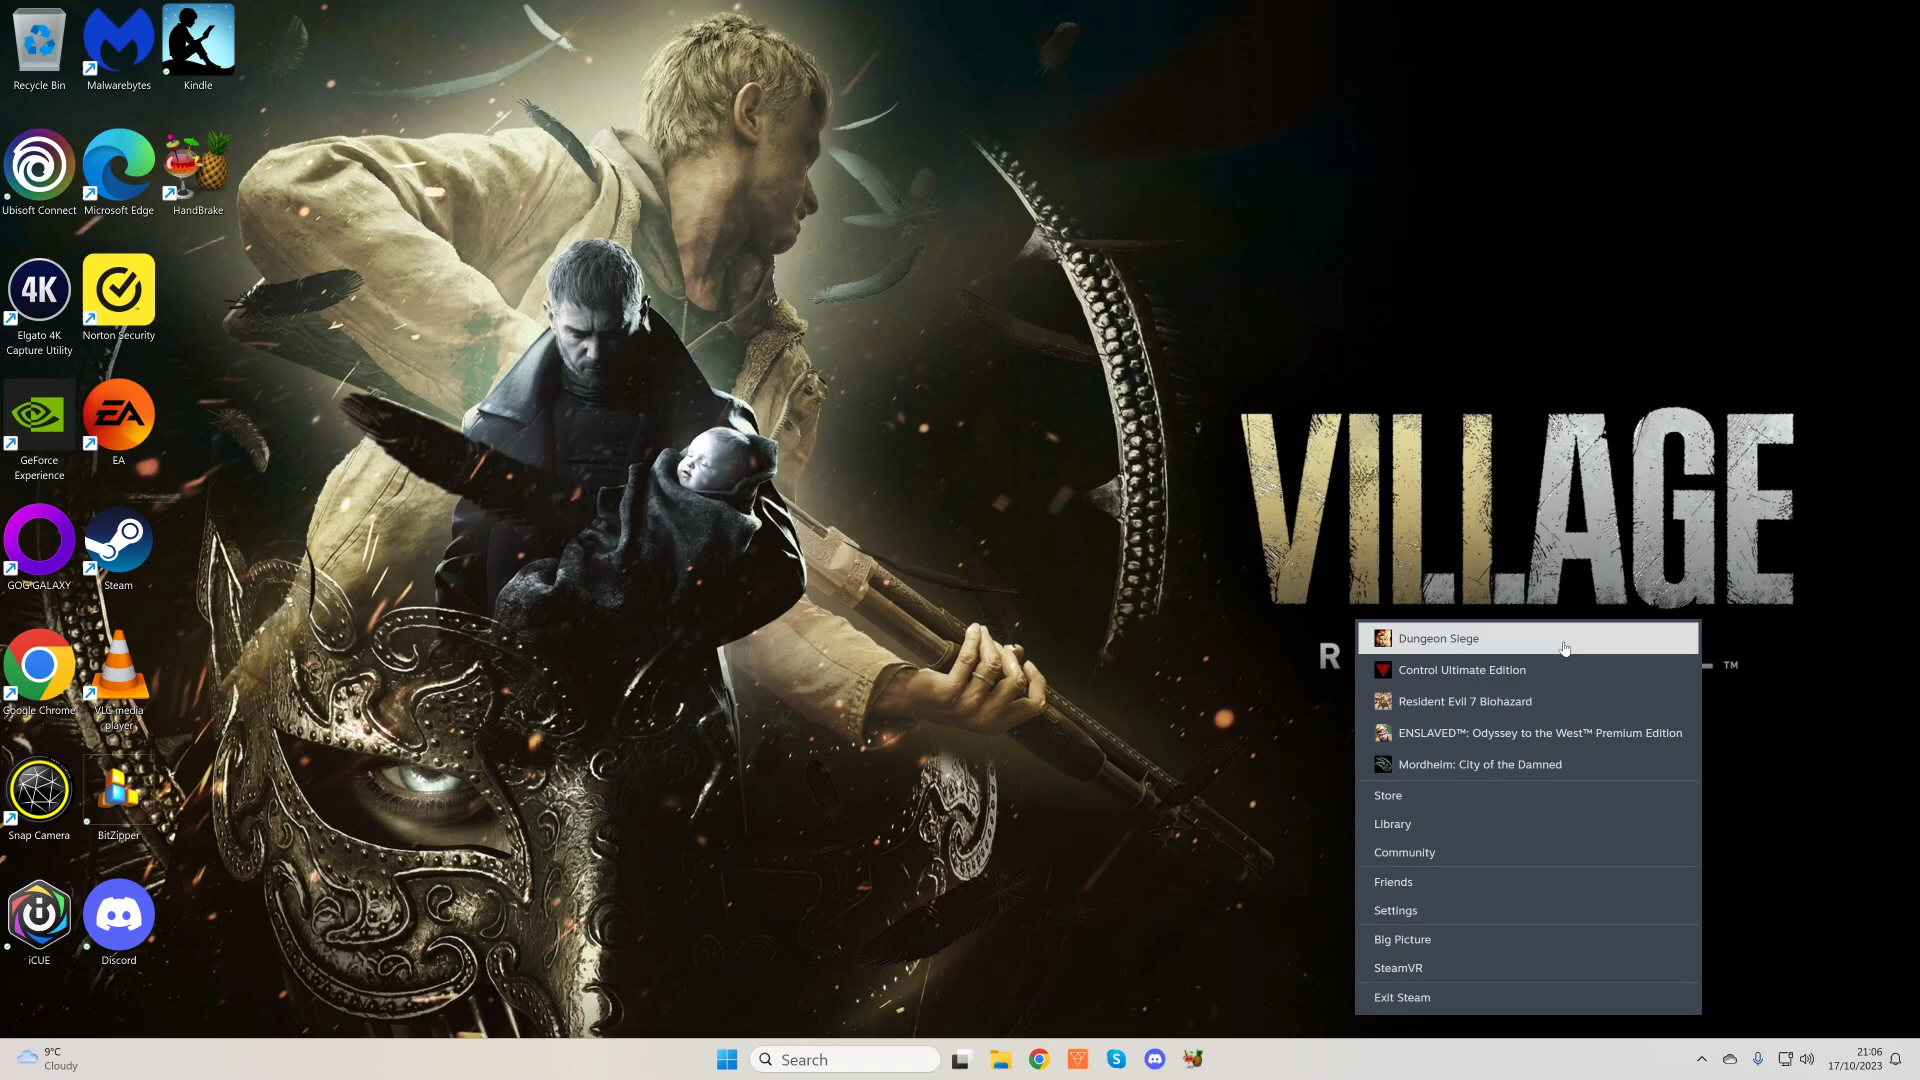 Recycle Bin
Malwarebytes
Kindle
Ubisoft Connect
Microsoft Edge
HandBrake
4K
Elgato 4K
Capture Utility
Norton Security
GeForce
Experience
EA
EA
GOG GALAXY
Steam
Google Chrome
VLC media
player
Snap Camera
BitZipper
iCUE
Discord
VILLAGE
R
™
Dungeon Siege
Control Ultimate Edition
Resident Evil 7 Biohazard
ENSLAVED™: Odyssey to the West™ Premium Edition
Mordheim: City of the Damned
Store
Library
Community
Friends
Settings
Big Picture
SteamVR
Exit Steam
9°C
Cloudy
Search
21:06
17/10/2023